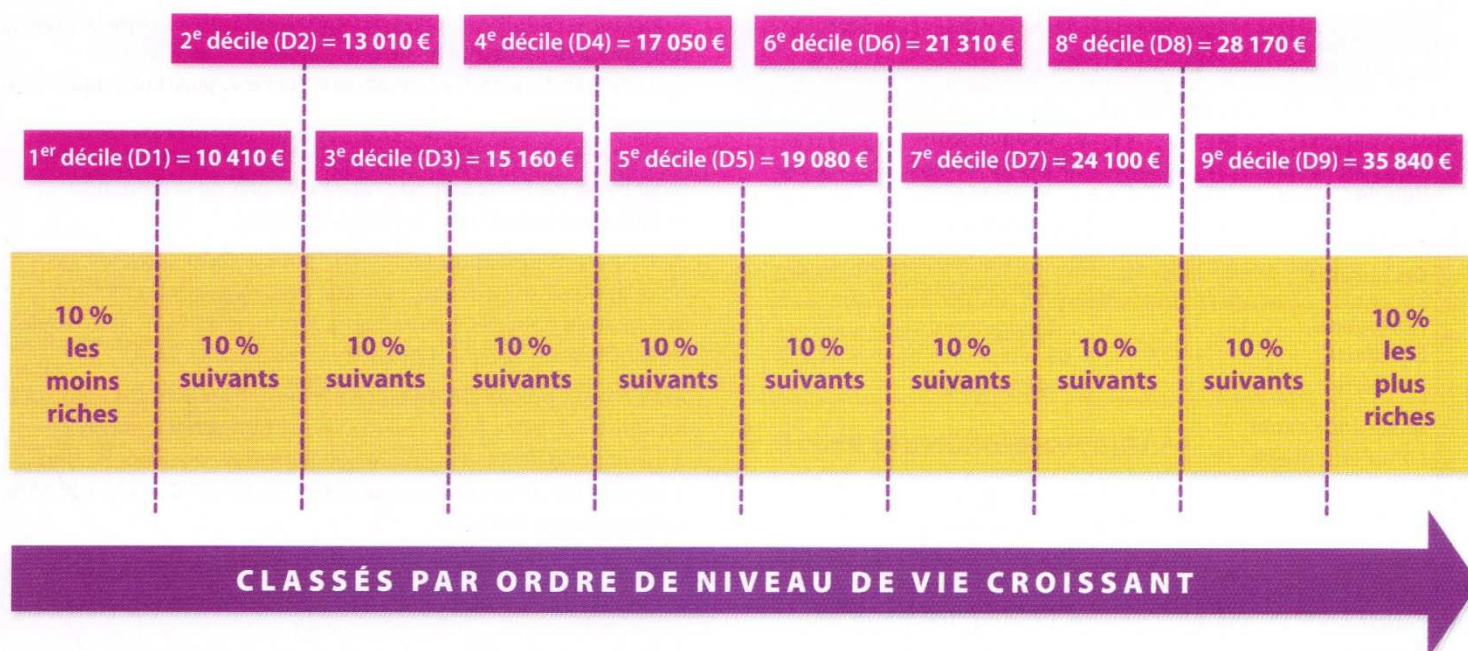 2e décile (D2) = 13 010 €
4e décile (D4) = 17 050 €
6e décile (D6) = 21 310 €
8e décile (D8) = 28 170 €
1er décile (D1) = 10 410 €
3e décile (D3) = 15 160 €
5e décile (D5) = 19 080 €
7e décile (D7) = 24 100 €
9e décile (D9) = 35 840 €
10 %
les
moins
riches
10 %
suivants
10 %
suivants
10 %
suivants
10 %
suivants
10 %
suivants
10 %
suivants
10 %
suivants
10 %
suivants
10 %
les
plus
riches
CLASSÉS PAR ORDRE DE NIVEAU DE VIE CROISSANT